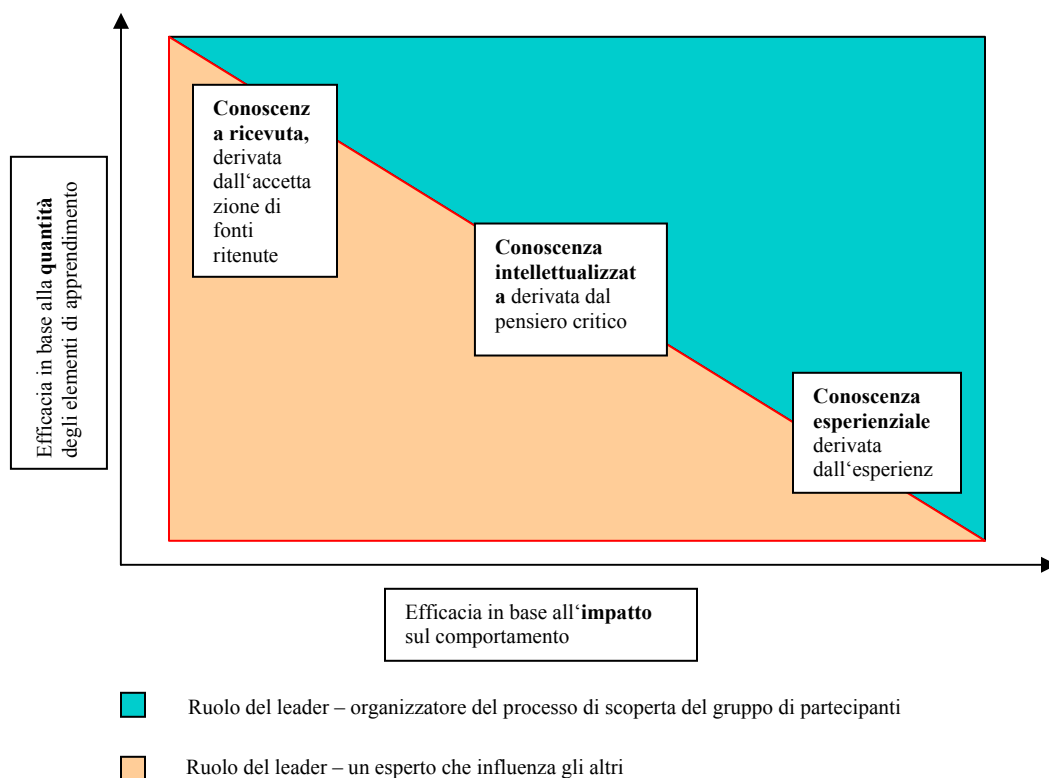 Conoscenz
a ricevuta,
derivata
dall‘accetta
zione di
fonti
ritenute
Efficacia in base alla quantità
degli elementi di apprendimento
Conoscenza
intellettualizzat
a derivata dal
pensiero critico
Conoscenza
esperienziale
derivata
dall‘esperienz
Efficacia in base all‘impatto
sul comportamento
Ruolo del leader – organizzatore del processo di scoperta del gruppo di partecipanti
Ruolo del leader – un esperto che influenza gli altri